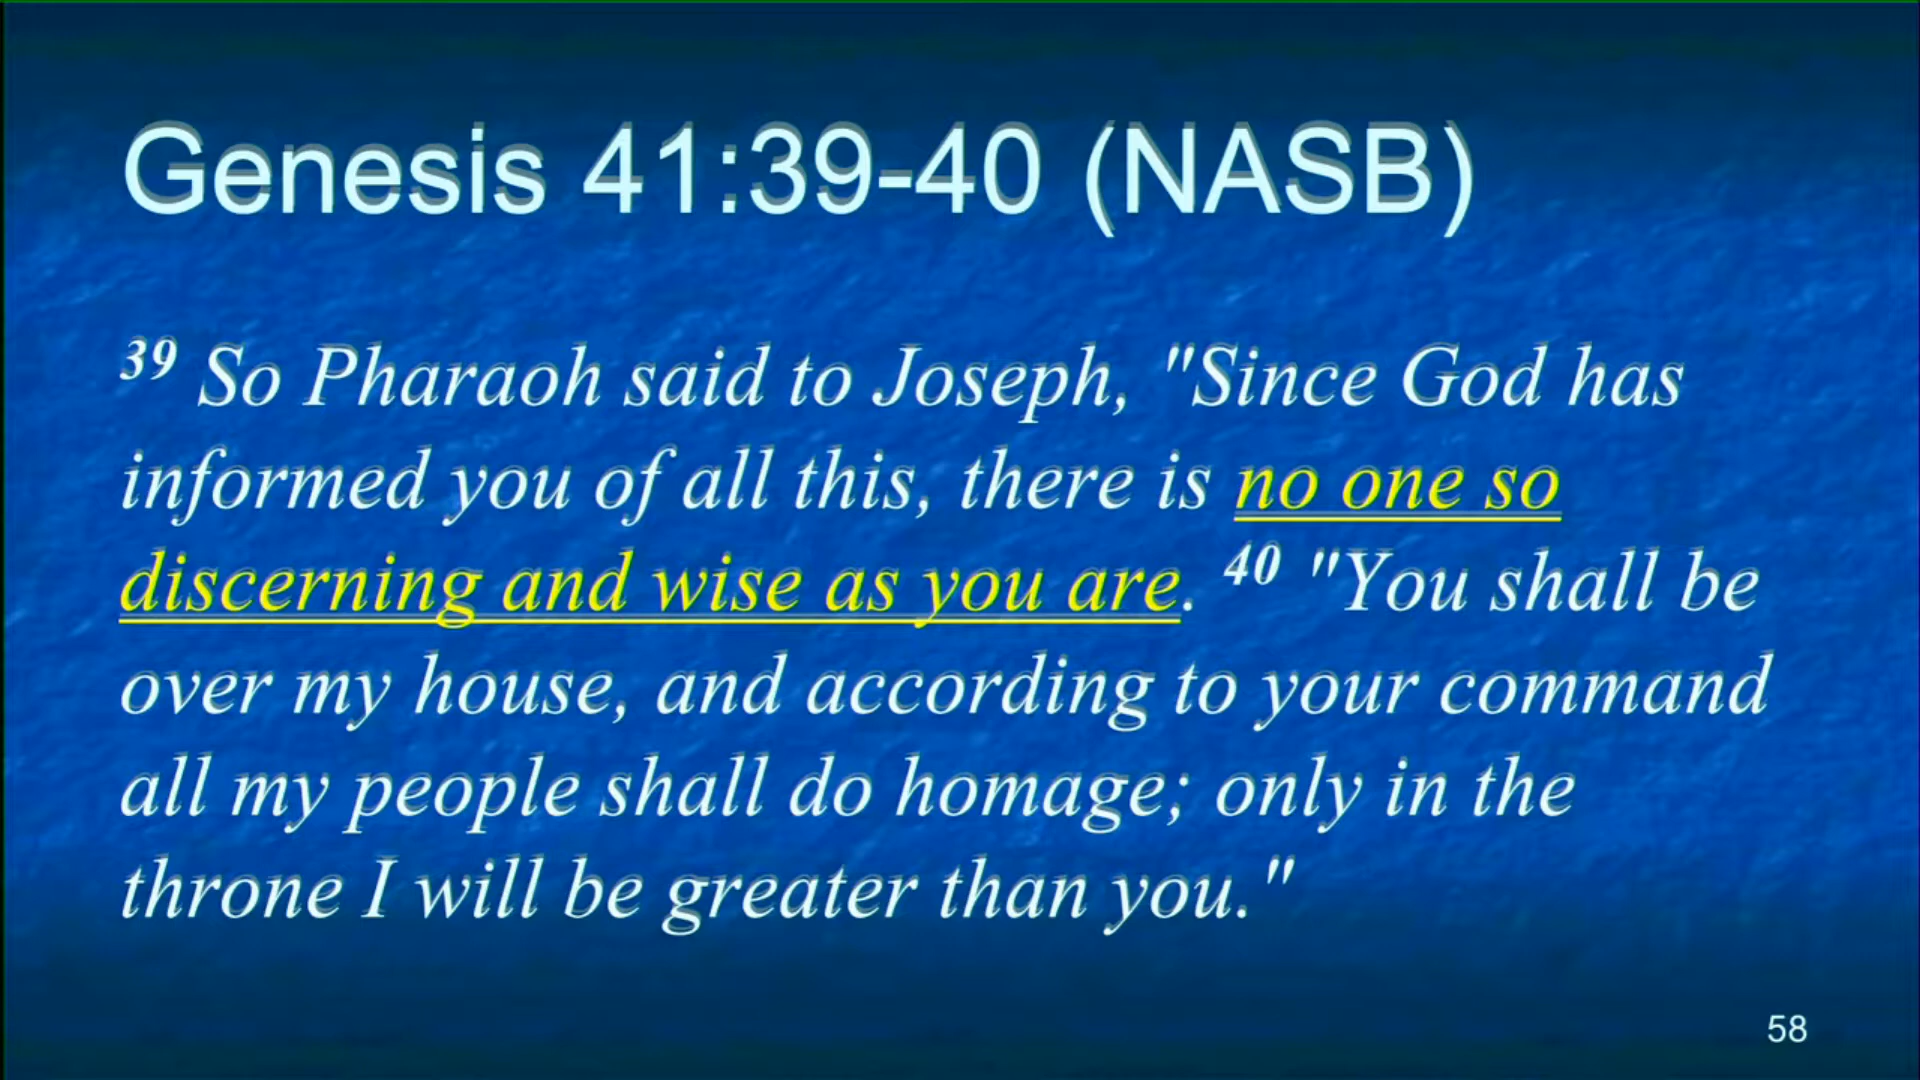 Genesis 41:39-40 (NASB)
39 So Pharaoh said to Joseph, "Since God has
informed you of all this, there is no one so
discerning and wise as you are. 40 "You shall be
over my house, and according to your command
all my people shall do homage; only in the
throne I will be greater than you."
58